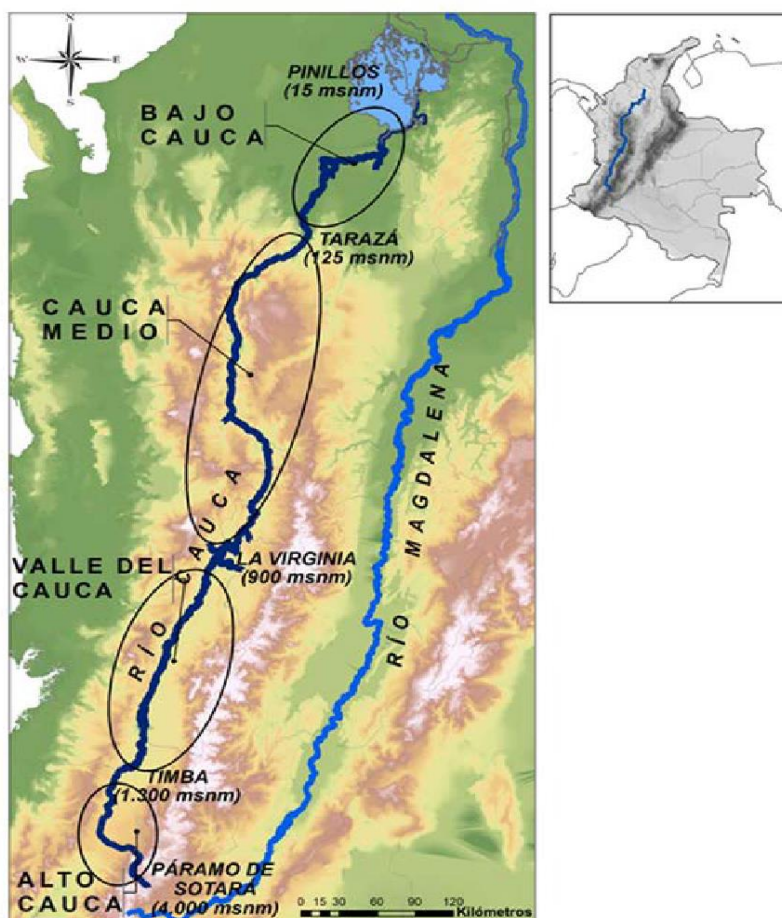 N
W
E
S
PINILLOS
(15 msnm)
BAJO
CAUCA
TARAZÁ
(125 msnm)
CAUCA
MEDIO
RÍO MAGDALENA
RÍO CAUCA
LA VIRGINIA
(900 msnm)
VALLE DEL
CAUCA
TIMBA
(1.300 msnm)
ALTO
CAUCA
PÁRAMO DE
SOTARÁ
(4.000 msnm)
0 15 30 60 90 120
Kilómetros